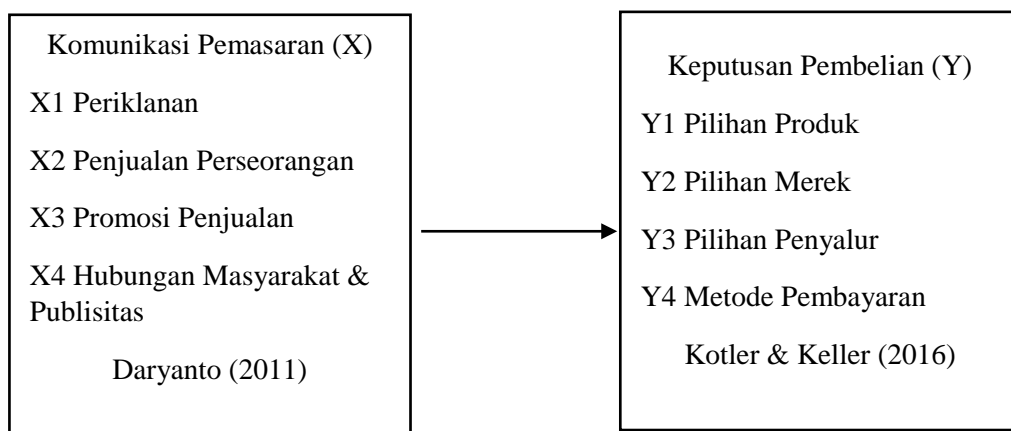 Komunikasi Pemasaran (X)
X1 Periklanan
X2 Penjualan Perseorangan
X3 Promosi Penjualan
X4 Hubungan Masyarakat &
Publisitas
Daryanto (2011)
Keputusan Pembelian (Y)
Y1 Pilihan Produk
Y2 Pilihan Merek
Y3 Pilihan Penyalur
Y4 Metode Pembayaran
Kotler & Keller (2016)